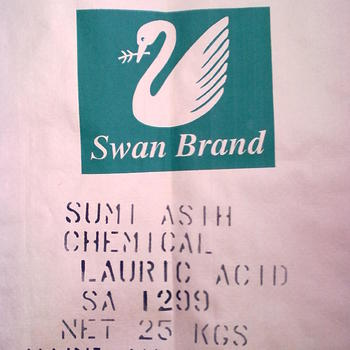 Swan Brand
SUMI ASIH
CHEMICAL
LAURIC ACID
SA 1299
NET 25 KGS